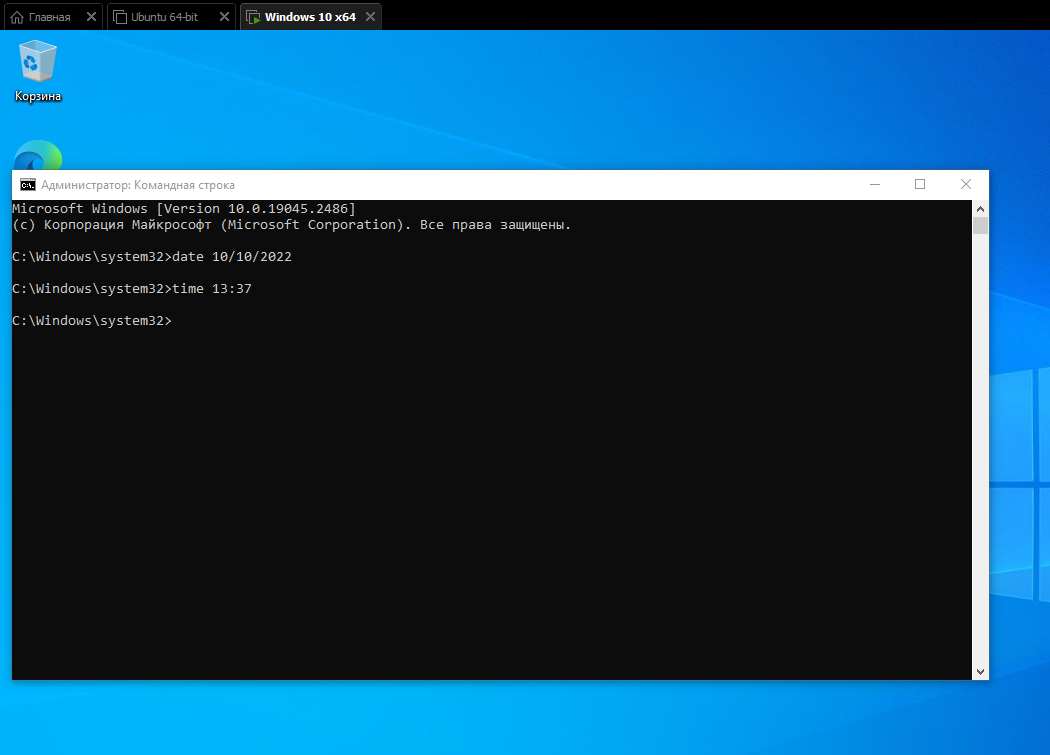 Главная
Ubuntu 64-bit
Windows 10 x64
Корзина
C:\.
Администратор: Командная строка
Microsoft Windows [Version 10.0.19045.2486]
(c) Корпорация Майкрософт (Microsoft Corporation). Все права защищены.
C:\Windows\system32>date 10/10/2022
C:\Windows\system32>time 13:37
C:\Windows\system32>